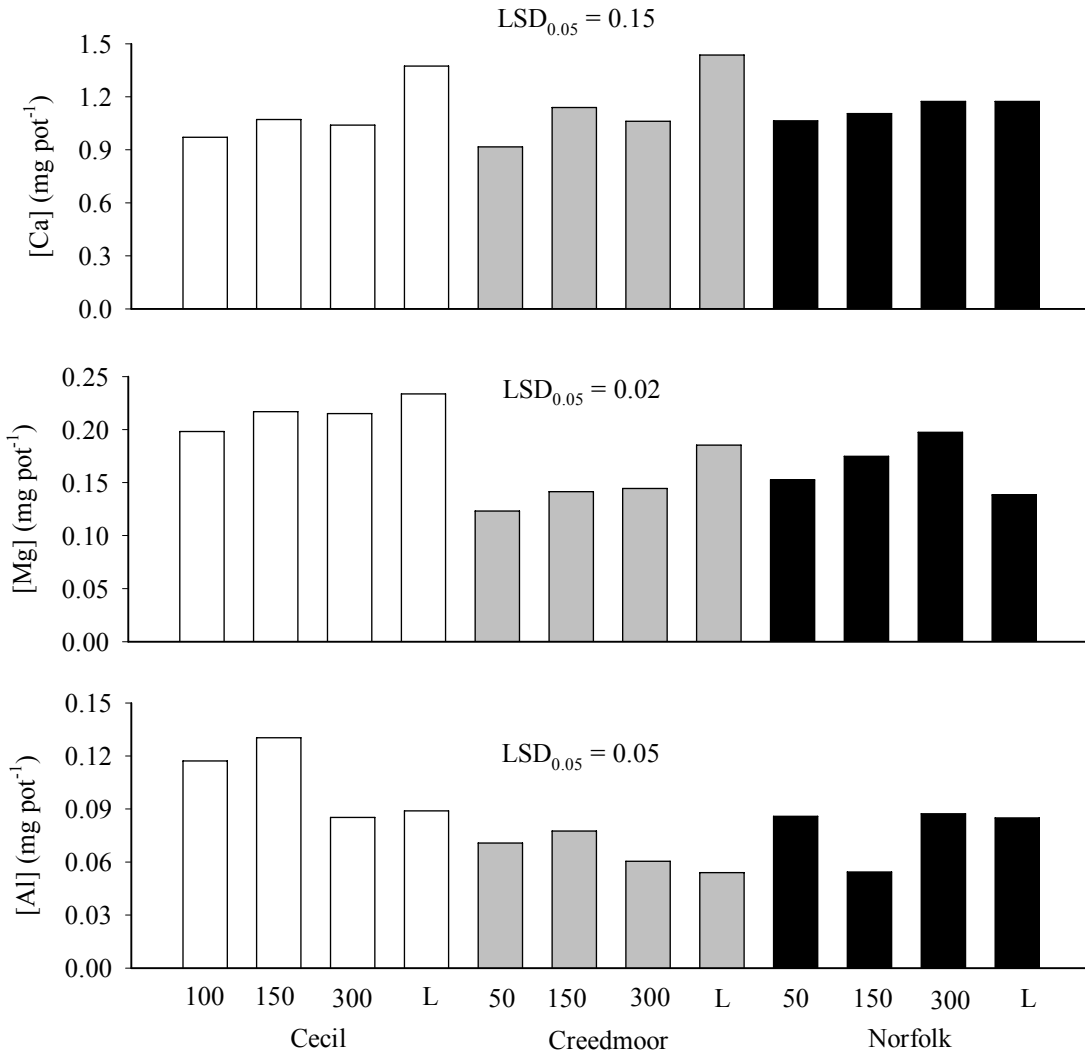 LSD0.05 = 0.15
[Ca] (mg pot-1)
1.5
1.2
0.9
0.6
0.3
0.0
LSD0.05 = 0.02
[Mg] (mg pot-1)
0.25
0.20
0.15
0.10
0.05
0.00
LSD0.05 = 0.05
[Al] (mg pot-1)
0.15
0.12
0.09
0.06
0.03
0.00
100 150 300 L 50 150 300 L 50 150 300 L
Cecil Creedmoor Norfolk